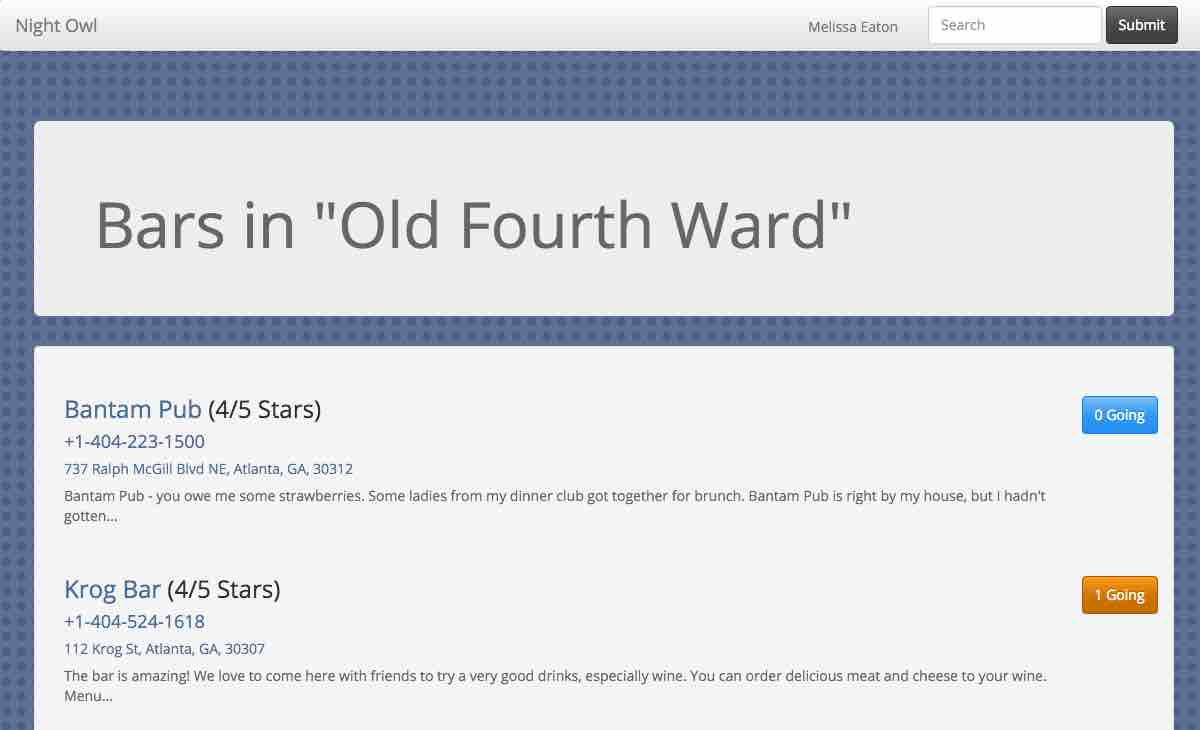 Night Owl
Melissa Eaton
Search
Submit
Bars in "Old Fourth Ward"
Bantam Pub (4/5 Stars)
0 Going
+1-404-223-1500
737 Ralph McGill Blvd NE, Atlanta, GA, 30312
Bantam Pub - you owe me some strawberries. Some ladies from my dinner club got together for brunch. Bantam Pub is right by my house, but I hadn't
gotten...
Krog Bar (4/5 Stars)
1 Going
+1-404-524-1618
112 Krog St, Atlanta, GA, 30307
The bar is amazing! We love to come here with friends to try a very good drinks, especially wine. You can order delicious meat and cheese to your wine.
Menu...